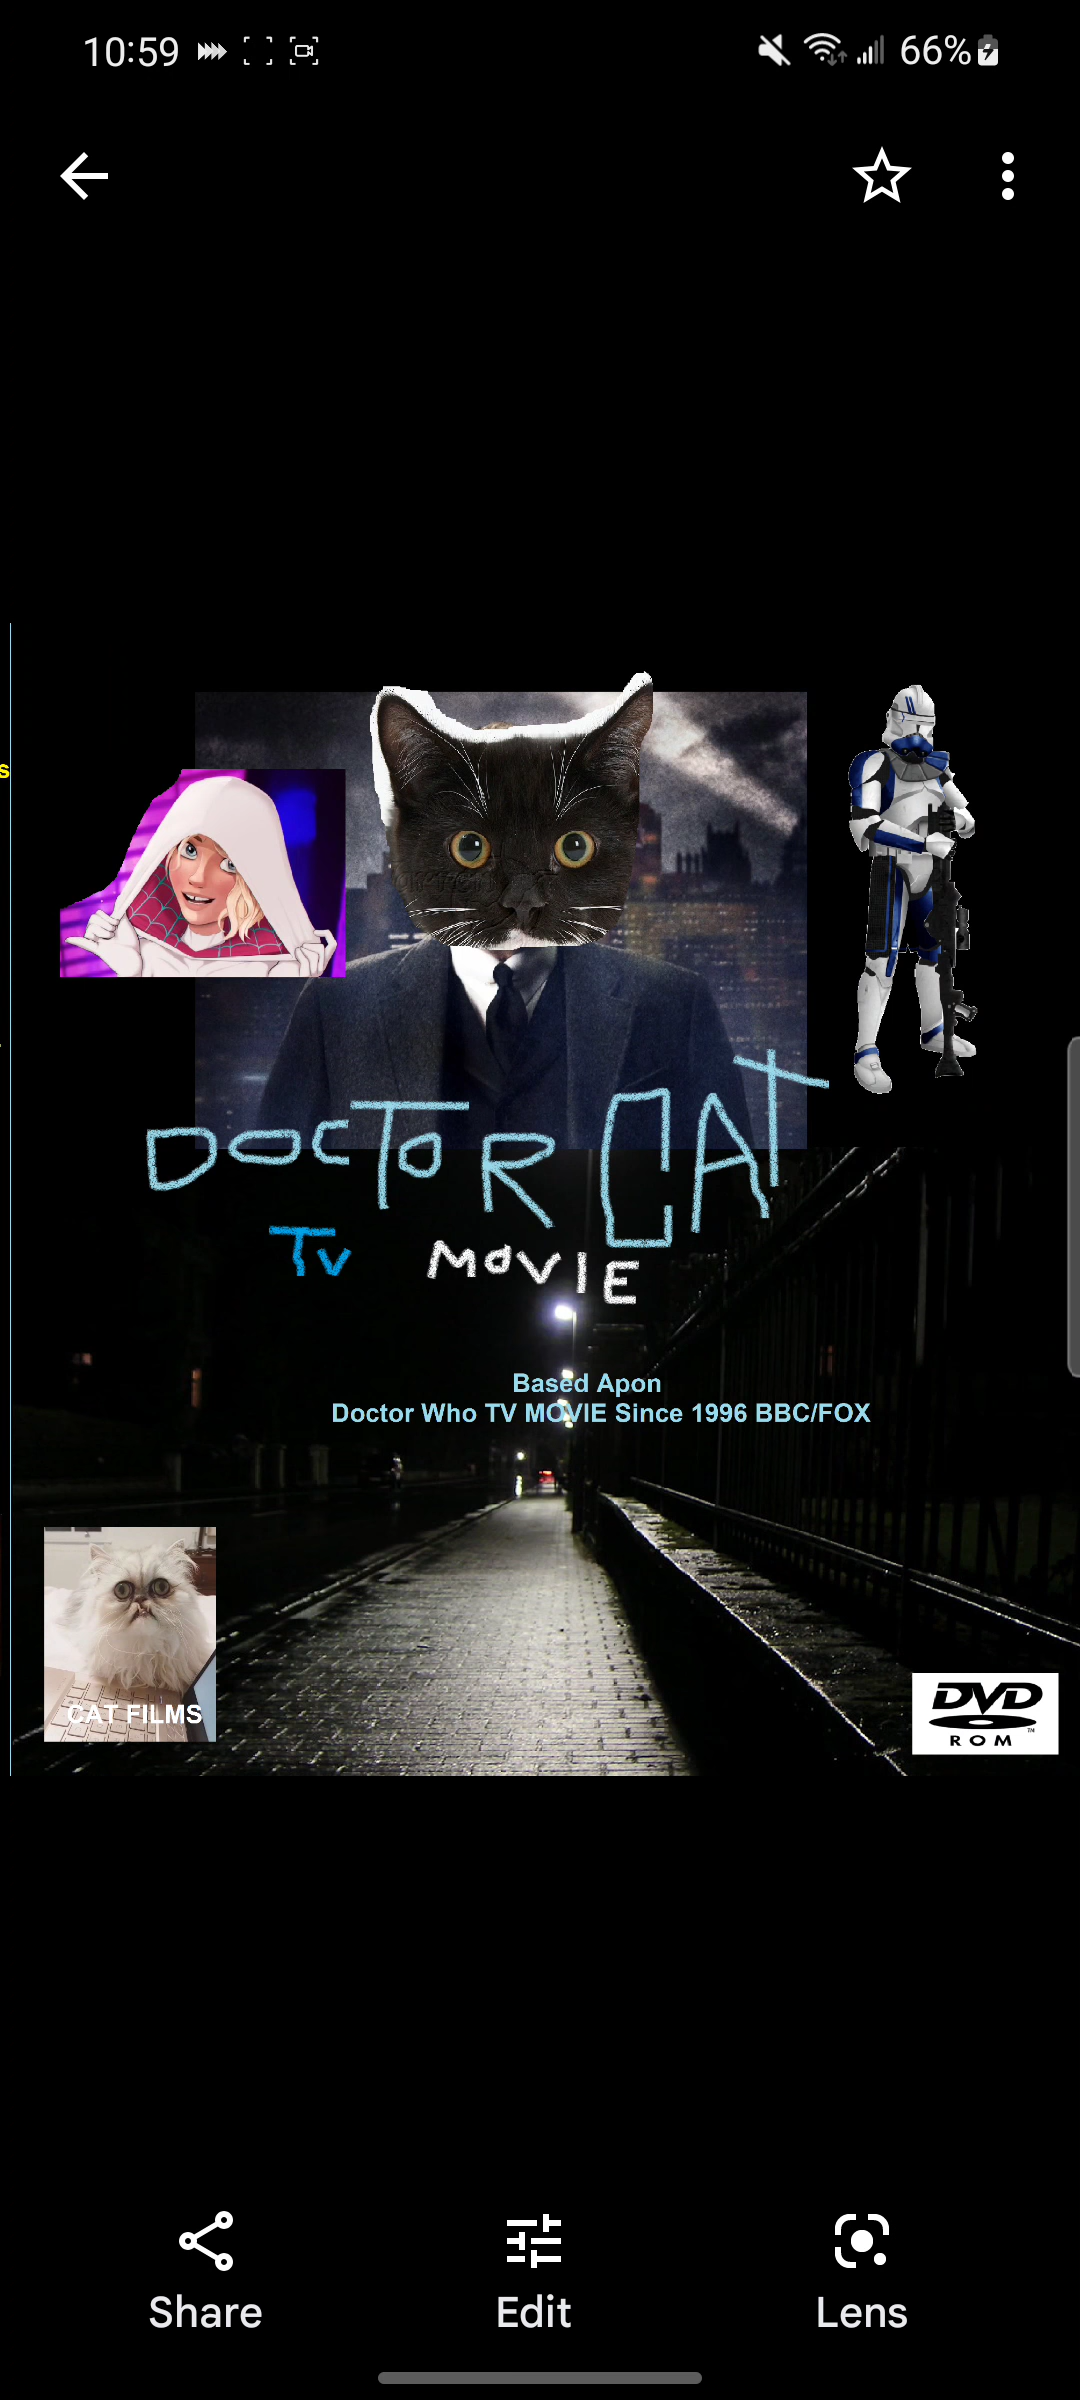 10:59
66%
s
DOCTOR CAT
TV MOVIE
Based Apon
Doctor Who TV MOVIE Since 1996 BBC/FOX
CAT FILMS
DVD
ROM
TM
Share
Edit
Lens